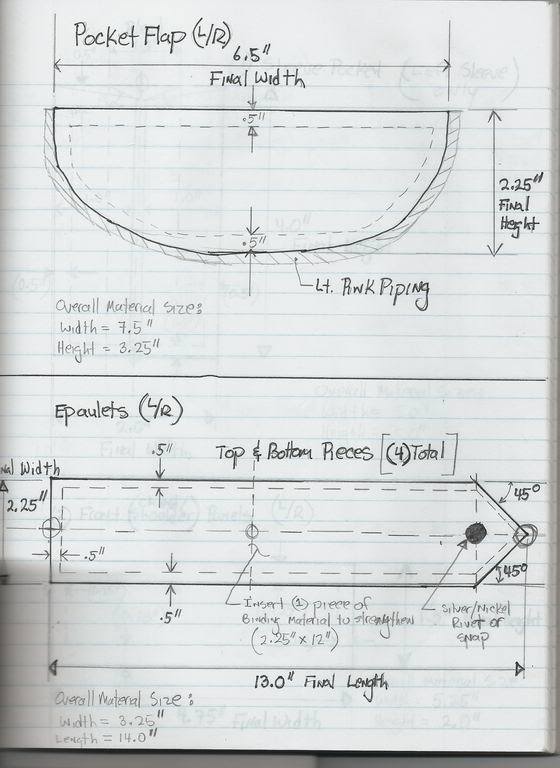 Pocket Flap (L/R)
6.5"
Final Width
.5"
2.25"
Final
Height
.5"
Lt. Pink Piping
Overall Material Size:
Width = 7.5"
Height = 3.25"
Epaulets (L/R)
.5"
Top & Bottom Pieces [(4) Total]
nal Width
45°
2.25"
.5"
45°
.5"
Insert (1) piece of
Binding Material to strengthen
(2.25" x 12")
Silver/Nickel
Rivet or
Snap
13.0" Final Length
Overall Material Size:
Width = 3.25"
Length = 14.0"